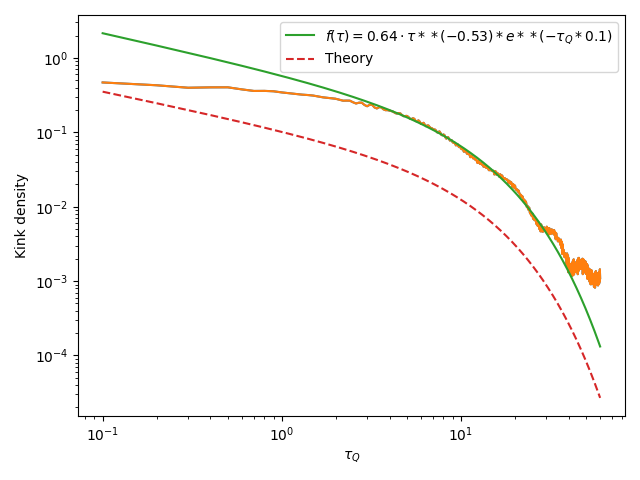 f(τ) = 0.64 · τ * *(−0.53) * e * *(−τ_Q * 0.1)
Theory
Kink density
10^0
10^−1
10^−2
10^−3
10^−4
10^−1
10^0
10^1
τ_Q